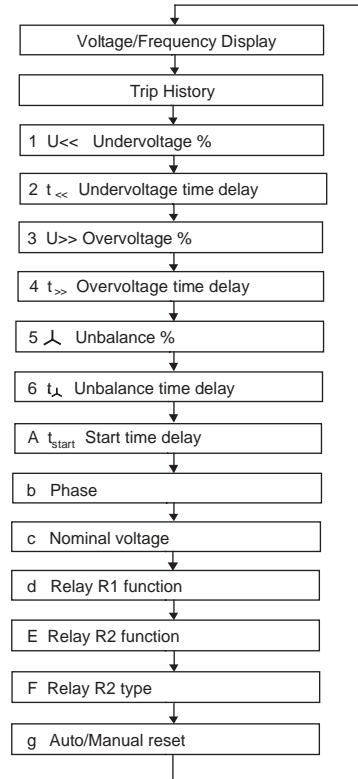 Voltage/Frequency Display
Trip History
1 U<< Undervoltage %
2 t<< Undervoltage time delay
3 U>> Overvoltage %
4 t>> Overvoltage time delay
5 ⅄ Unbalance %
6 t⅄ Unbalance time delay
A tstart Start time delay
b Phase
c Nominal voltage
d Relay R1 function
E Relay R2 function
F Relay R2 type
g Auto/Manual reset